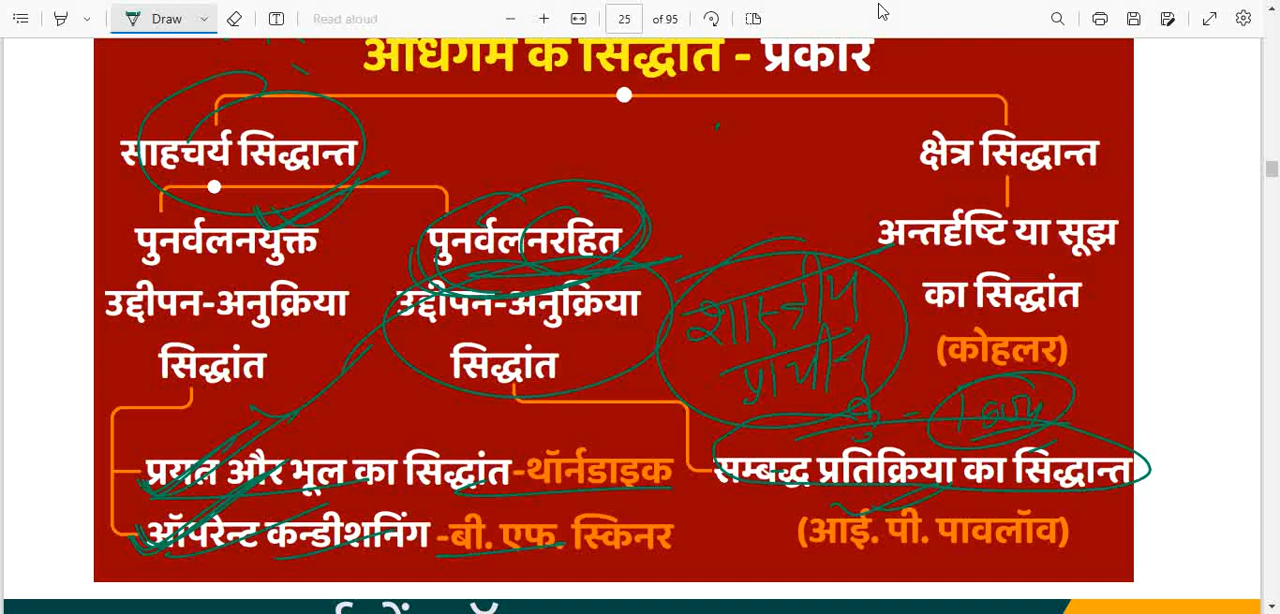 Draw
Read aloud
25 of 95
अधिगम के सिद्धांत - प्रकार
साहचर्य सिद्धान्त
क्षेत्र सिद्धान्त
पुनर्वलनयुक्त
उद्दीपन-अनुक्रिया
सिद्धांत
पुनर्वलनरहित
उद्दीपन-अनुक्रिया
सिद्धांत
शास्त्रीय
प्राचीन
अन्तर्दृष्टि या सूझ
का सिद्धांत
(कोहलर)
प्रयत्न और भूल का सिद्धांत-थॉर्नडाइक
ऑपरेन्ट कन्डीशनिंग -बी. एफ. स्किनर
सम्बद्ध प्रतिक्रिया का सिद्धान्त
(आई. पी. पावलॉव)